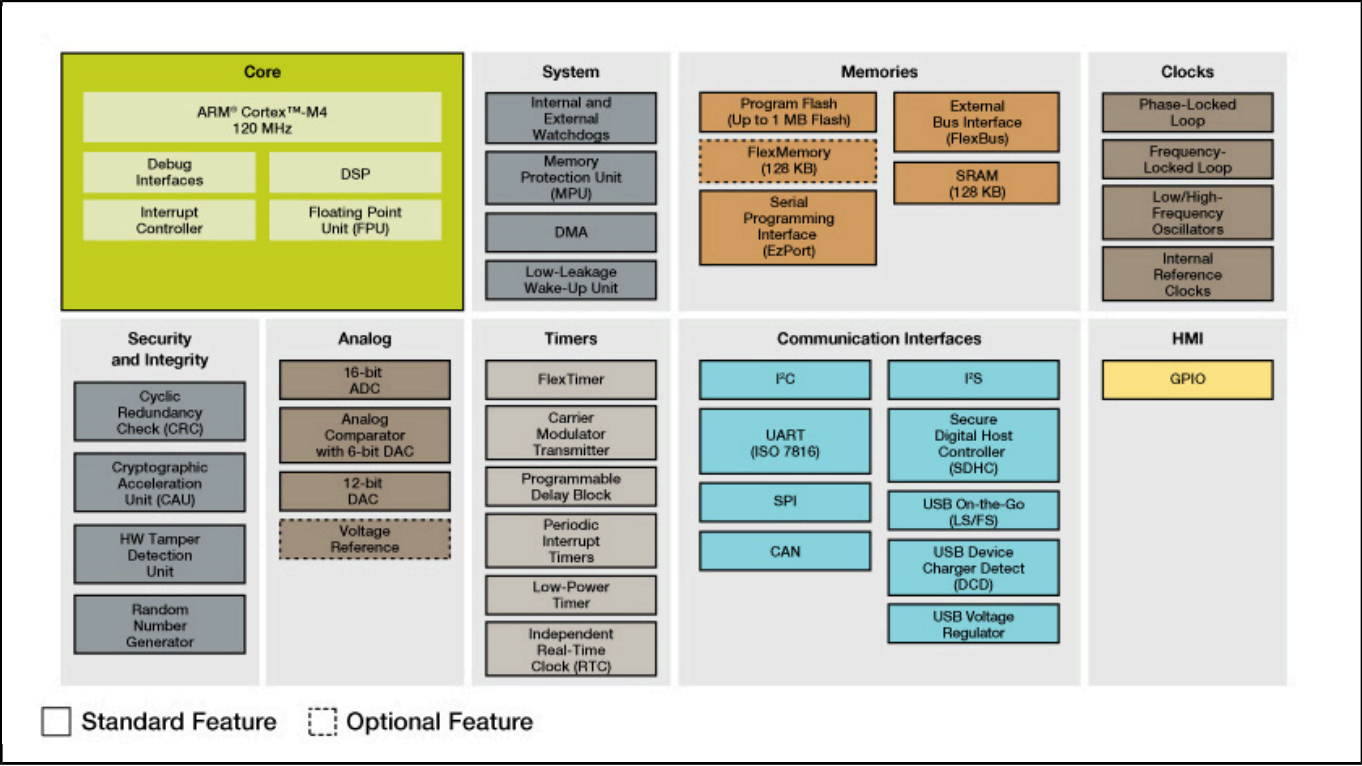 Core
ARM® Cortex™-M4
120 MHz
Debug
Interfaces
DSP
Interrupt
Controller
Floating Point
Unit (FPU)
System
Internal and
External
Watchdogs
Memory
Protection Unit
(MPU)
DMA
Low-Leakage
Wake-Up Unit
Memories
Program Flash
(Up to 1 MB Flash)
FlexMemory
(128 KB)
Serial
Programming
Interface
(EzPort)
External
Bus Interface
(FlexBus)
SRAM
(128 KB)
Clocks
Phase-Locked
Loop
Frequency-
Locked Loop
Low/High-
Frequency
Oscillators
Internal
Reference
Clocks
Security
and Integrity
Cyclic
Redundancy
Check (CRC)
Cryptographic
Acceleration
Unit (CAU)
HW Tamper
Detection
Unit
Random
Number
Generator
Analog
16-bit
ADC
Analog
Comparator
with 6-bit DAC
12-bit
DAC
Voltage
Reference
Timers
FlexTimer
Carrier
Modulator
Transmitter
Programmable
Delay Block
Periodic
Interrupt
Timers
Low-Power
Timer
Independent
Real-Time
Clock (RTC)
Communication Interfaces
I²C
UART
(ISO 7816)
SPI
CAN
I²S
Secure
Digital Host
Controller
(SDHC)
USB On-the-Go
(LS/FS)
USB Device
Charger Detect
(DCD)
USB Voltage
Regulator
HMI
GPIO
Standard Feature
Optional Feature